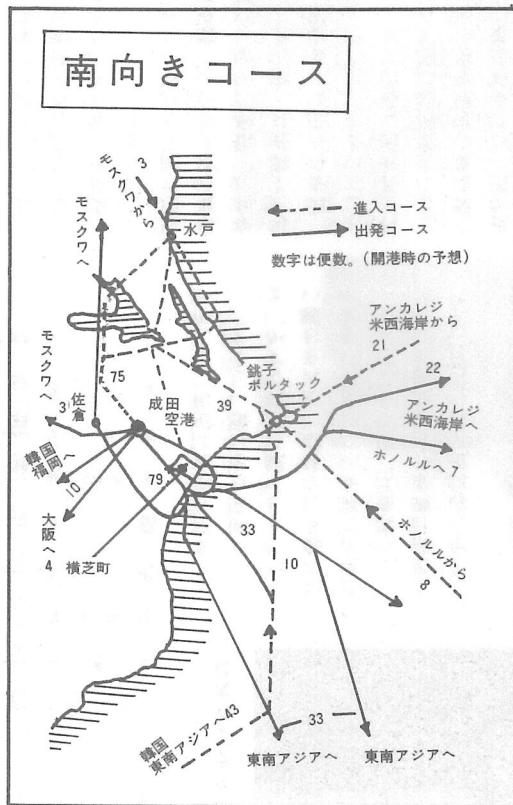 南向きコース
モスクワから
3
水戸
進入コース
出発コース
数字は便数。(開港時の予想)
モスクワへ
アンカレジ
米西海岸から
21
22
銚子
ボルタック
モスクワへ
75
39
アンカレジ
米西海岸へ
佐倉
3
成田
空港
ホノルルへ7
韓国
福岡へ
10
79
33
大阪へ4
横芝町
10
ホノルルから
8
韓国
東南アジアへ43
33
東南アジアへ
東南アジアへ